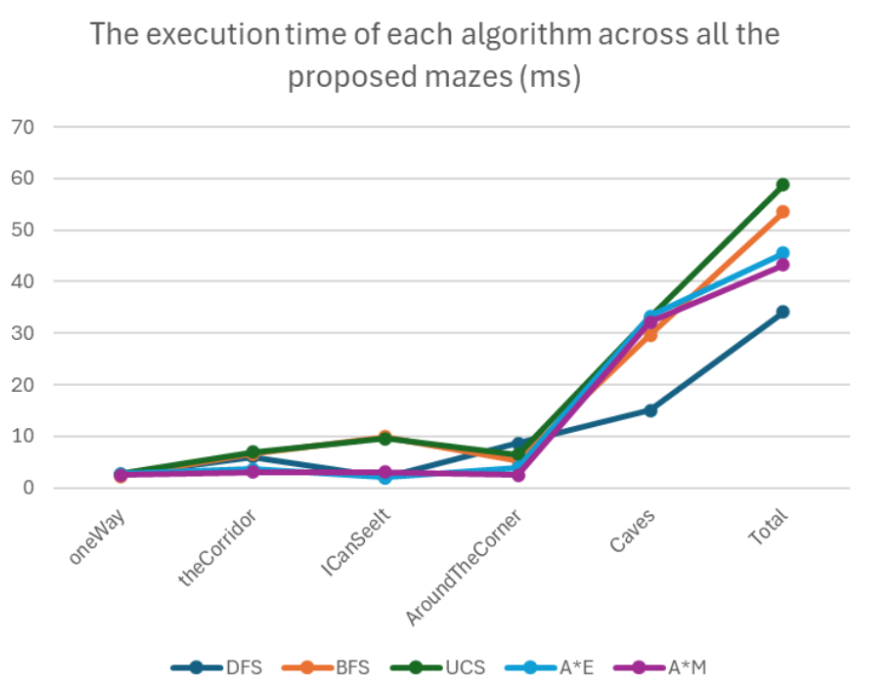 The execution time of each algorithm across all the
proposed mazes (ms)
70
60
50
40
30
20
10
0
oneWay
theCorridor
ICanSeeIt
AroundTheCorner
Caves
Total
DFS BFS UCS A*E A*M